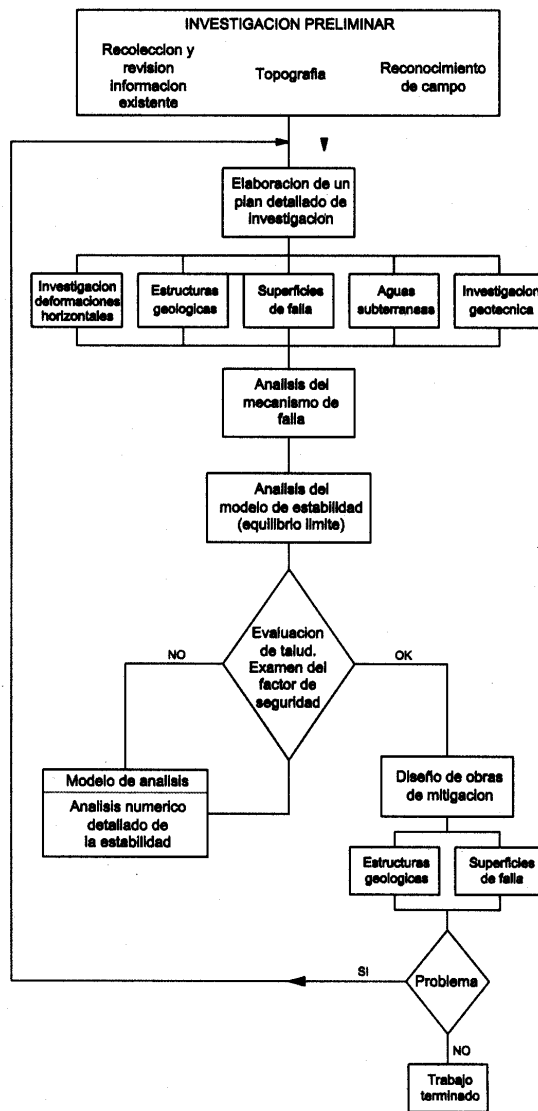 INVESTIGACION PRELIMINAR
Recoleccion y
revision
informacion
existente
Topografia
Reconocimiento
de campo
Elaboracion de un
plan detallado de
investigacion
Investigacion
deformaciones
horizontales
Estructuras
geologicas
Superficies
de falla
Aguas
subterraneas
Investigacion
geotecnica
Analisis del
mecanismo de
falla
Analisis del
modelo de estabilidad
(equilibrio limite)
Evaluacion
de talud.
Examen del
factor de
seguridad
NO
OK
Modelo de analisis
Analisis numerico
detallado de
la estabilidad
Diseño de obras
de mitigacion
Estructuras
geologicas
Superficies
de falla
SI
Problema
NO
Trabajo
terminado